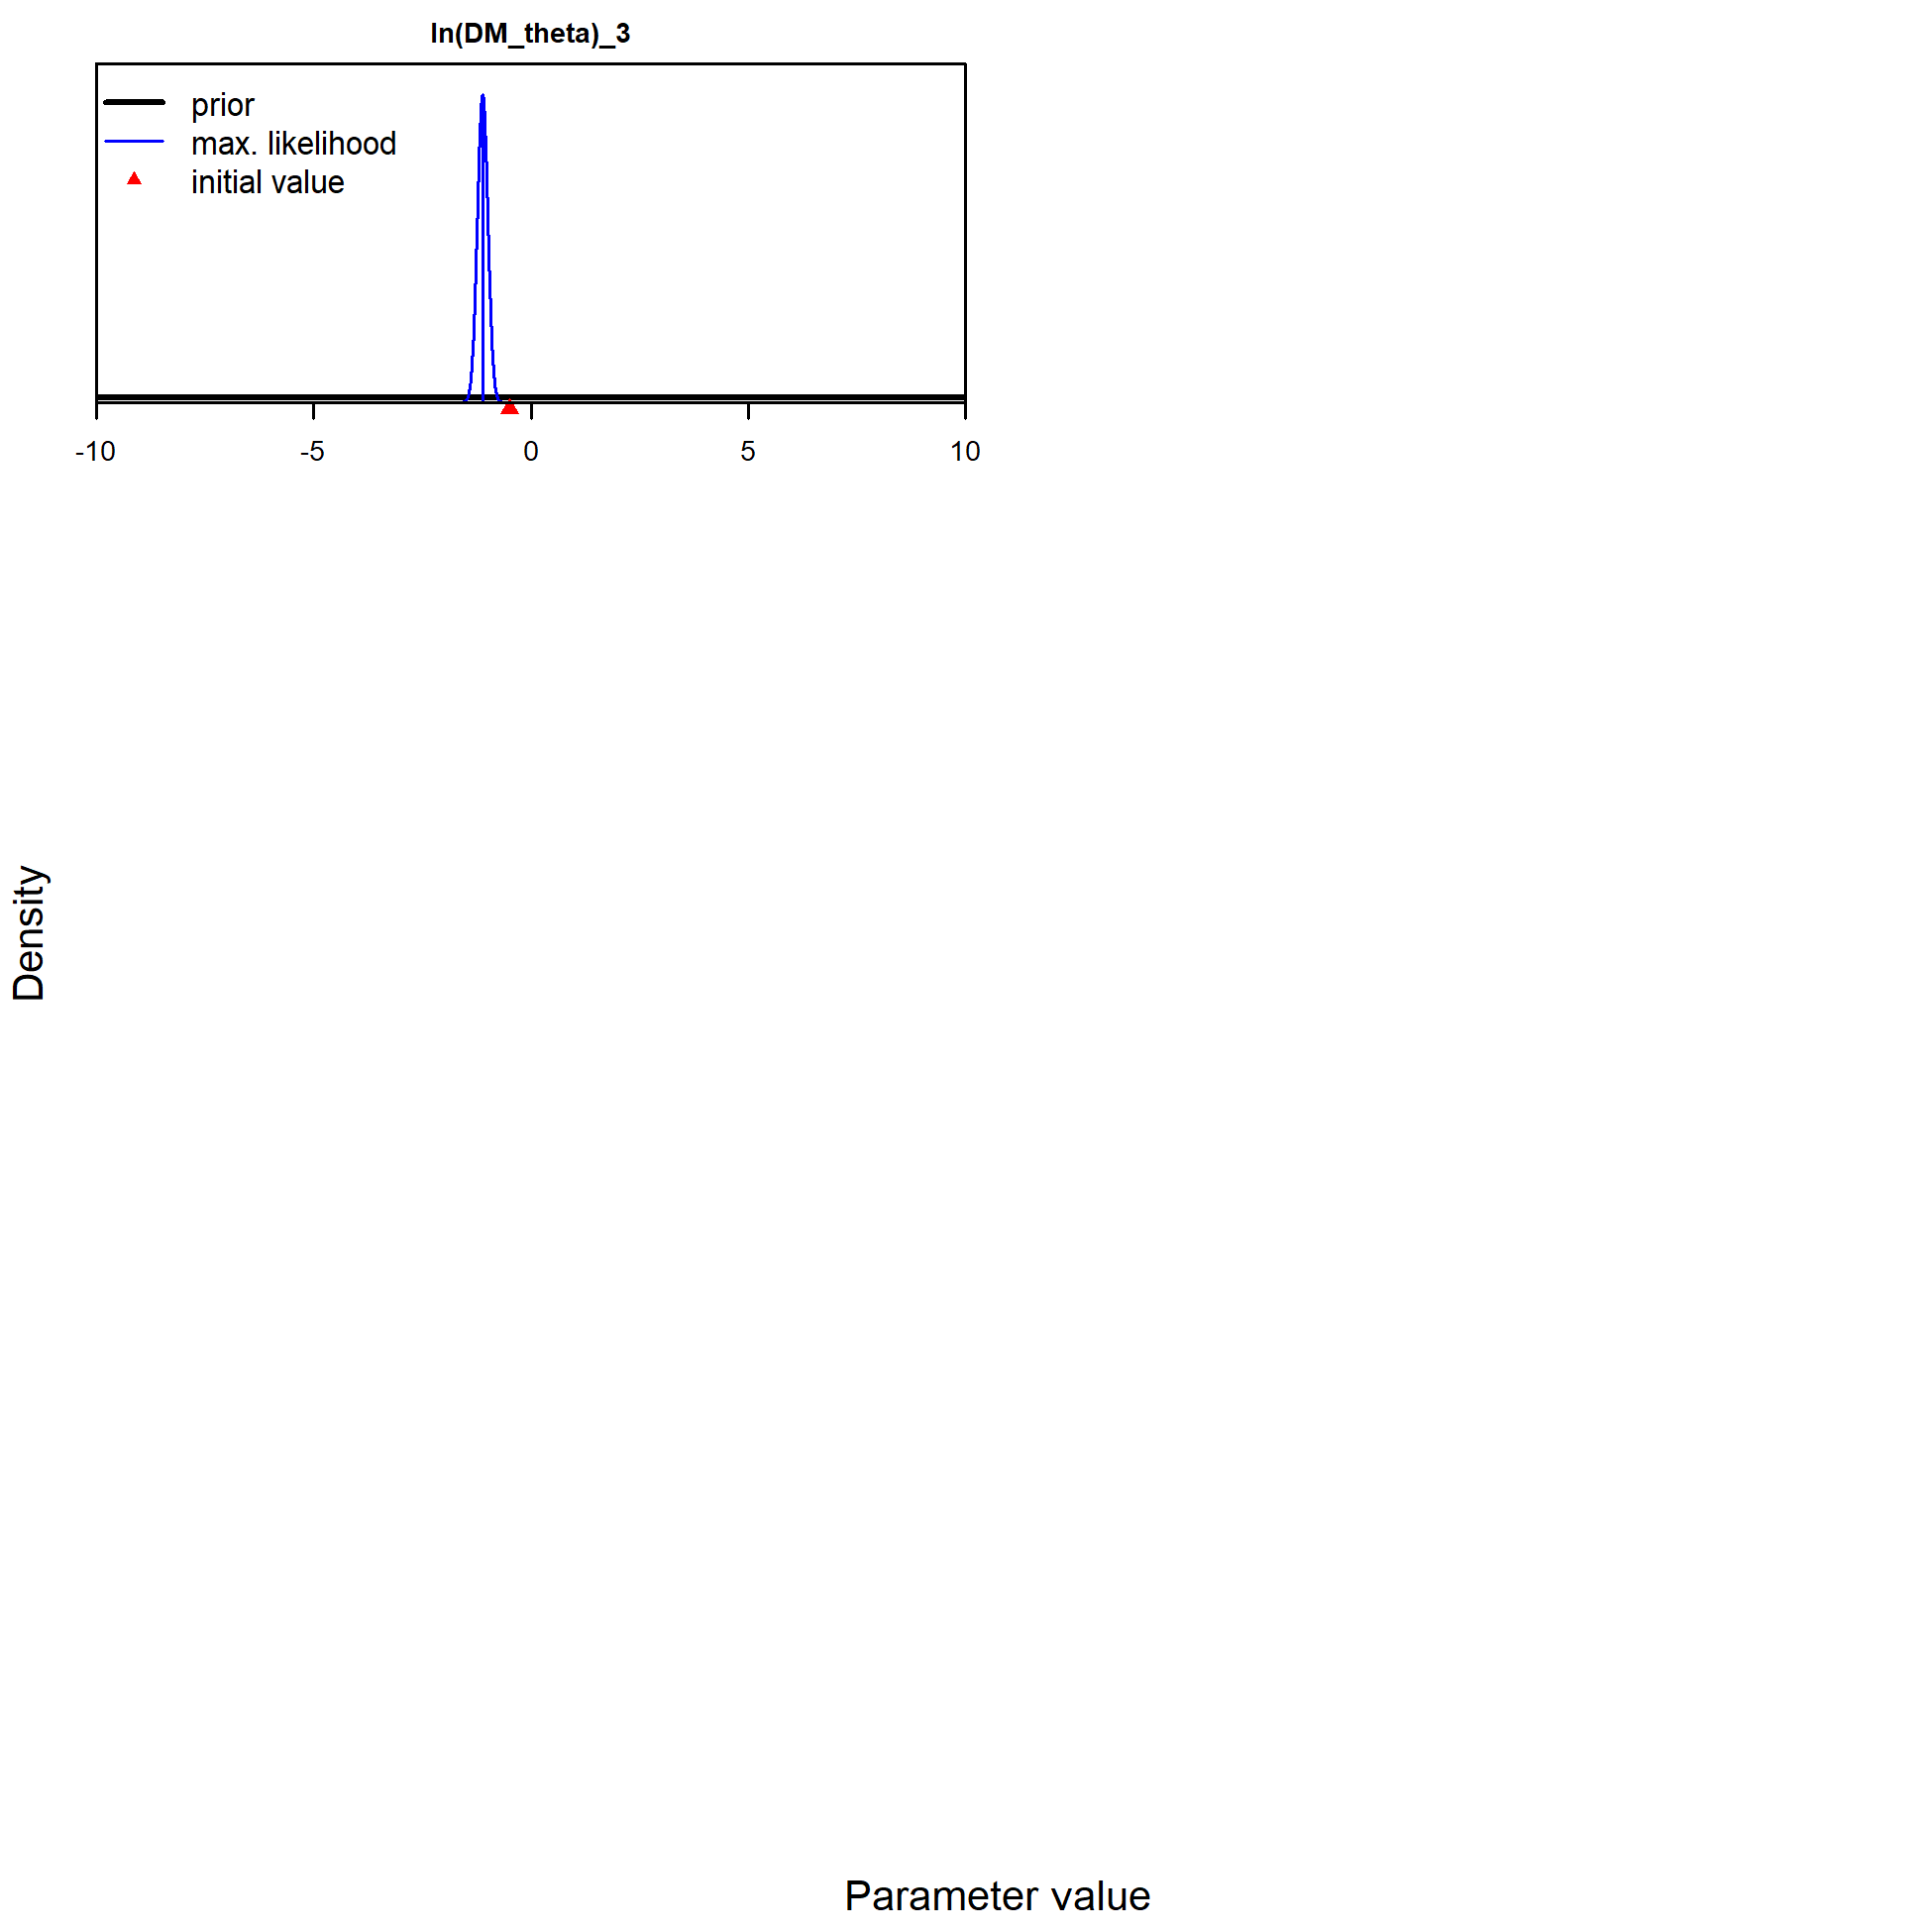 ln(DM_theta)_3
prior
max. likelihood
initial value
-10 -5 0 5 10
Density
Parameter value